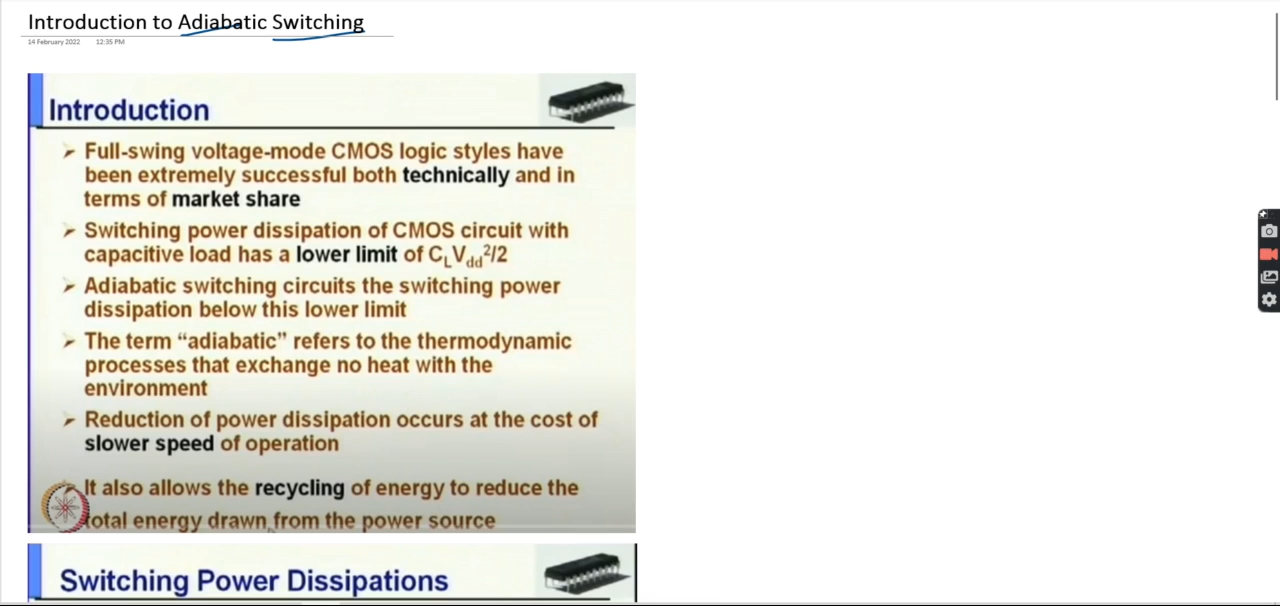 Introduction to Adiabatic Switching
14 February 2022 12:35 PM
Introduction
➢ Full-swing voltage-mode CMOS logic styles have
been extremely successful both technically and in
terms of market share
➢ Switching power dissipation of CMOS circuit with
capacitive load has a lower limit of CLVdd²/2
➢ Adiabatic switching circuits the switching power
dissipation below this lower limit
➢ The term “adiabatic” refers to the thermodynamic
processes that exchange no heat with the
environment
➢ Reduction of power dissipation occurs at the cost of
slower speed of operation
➢ It also allows the recycling of energy to reduce the
total energy drawn from the power source
Switching Power Dissipations